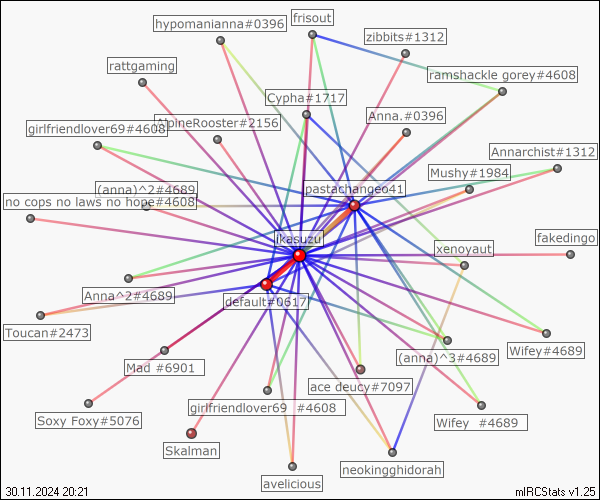 hypomanianna#0396
frisout
zibbits#1312
rattgaming
ramshackle gorey#4608
Cypha#1717
Anna.#0396
girlfriendlover69#4608
AlpineRooster#2156
Annarchist#1312
Mushy#1984
(anna)^2#4689
pastachangeo41
no cops no laws no hope#4608
ikasuzu
xenoyaut
fakedingo
Anna^2#4689
default#0617
Toucan#2473
Wifey#4689
(anna)^3#4689
Mad #6901
ace deucy#7097
girlfriendlover69 #4608
Soxy Foxy#5076
Wifey #4689
Skalman
neokingghidorah
avelicious
30.11.2024 20:21
mIRCStats v1.25